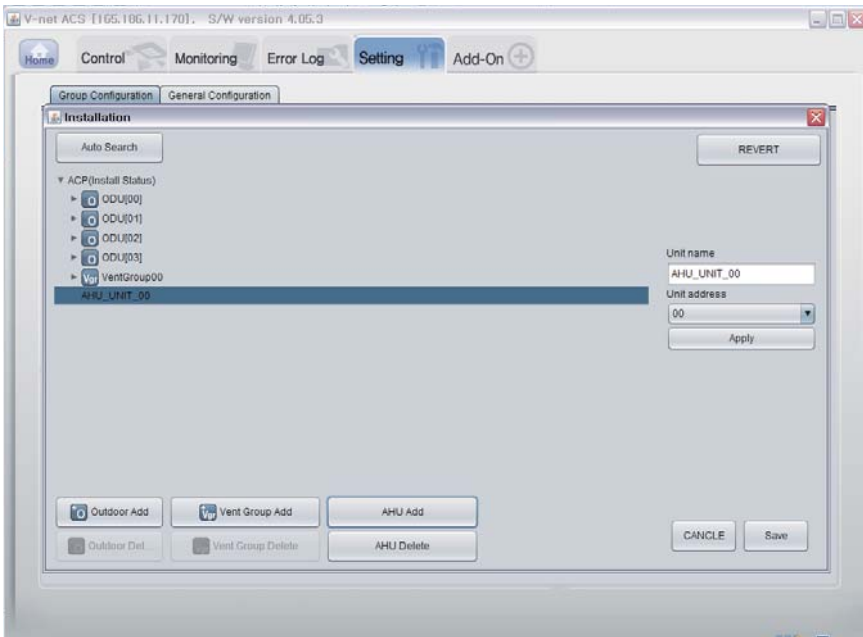 V-net ACS [165.186.11.170],   S/W version 4.05.3
Home Control Monitoring Error Log Setting Add-On
Group Configuration General Configuration
Installation
Auto Search REVERT
ACP(Install Status)
O ODU[00]
O ODU[01]
O ODU[02]
O ODU[03]
Vgr VentGroup00
AHU_UNIT_00
Unit name
AHU_UNIT_00
Unit address
00
Apply
Outdoor Add Vent Group Add AHU Add
Outdoor Del... Vent Group Delete AHU Delete
CANCLE Save